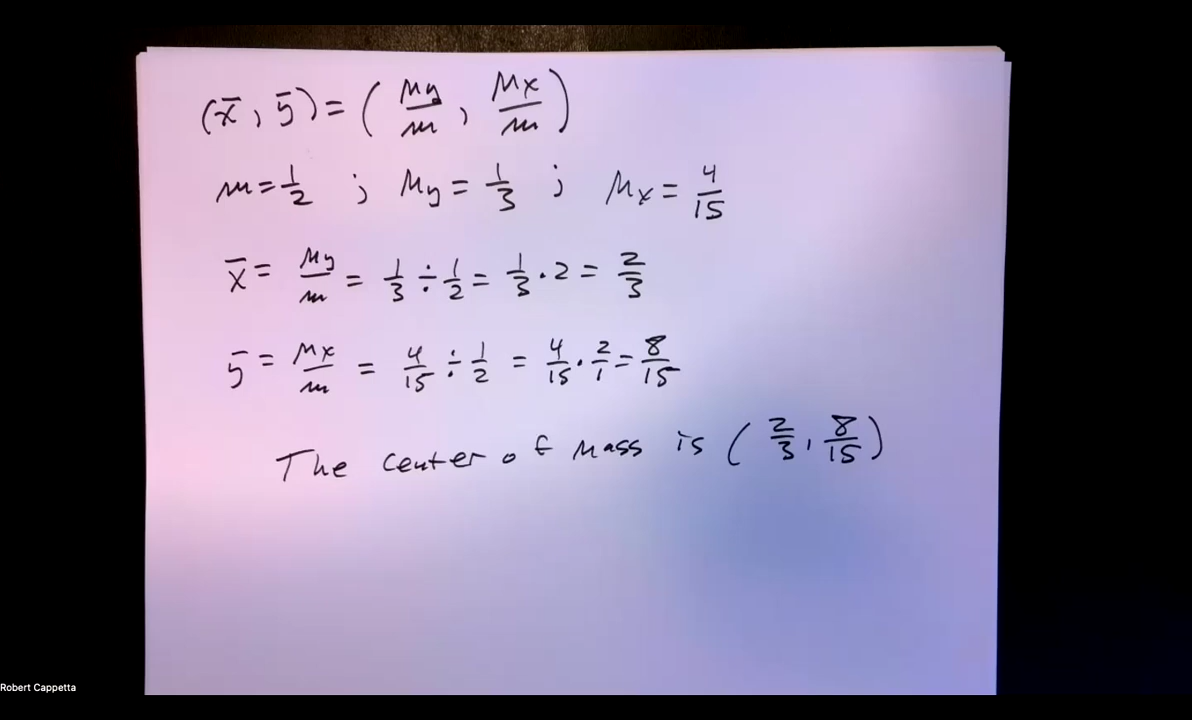 (x̄, ȳ) = (My/m, Mx/m)
m = 1/2 ; My = 1/3 ; Mx = 4/15
x̄ = My/m = 1/3 ÷ 1/2 = 1/3 · 2 = 2/3
ȳ = Mx/m = 4/15 ÷ 1/2 = 4/15 · 2/1 = 8/15
The center of mass is (2/3, 8/15)
Robert Cappetta